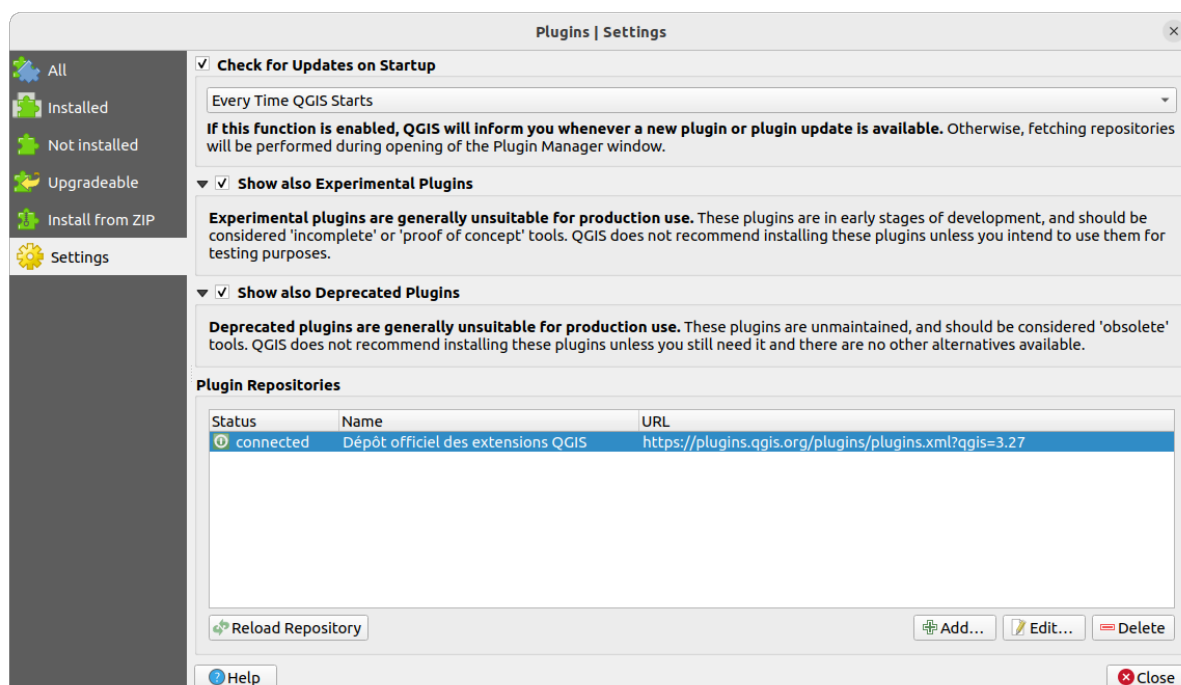 Plugins | Settings
All
Installed
Not installed
Upgradeable
Install from ZIP
Settings
Check for Updates on Startup
Every Time QGIS Starts
If this function is enabled, QGIS will inform you whenever a new plugin or plugin update is available. Otherwise, fetching repositories
will be performed during opening of the Plugin Manager window.
Show also Experimental Plugins
Experimental plugins are generally unsuitable for production use. These plugins are in early stages of development, and should be
considered 'incomplete' or 'proof of concept' tools. QGIS does not recommend installing these plugins unless you intend to use them for
testing purposes.
Show also Deprecated Plugins
Deprecated plugins are generally unsuitable for production use. These plugins are unmaintained, and should be considered 'obsolete'
tools. QGIS does not recommend installing these plugins unless you still need it and there are no other alternatives available.
Plugin Repositories
Status Name URL
connected Dépôt officiel des extensions QGIS https://plugins.qgis.org/plugins/plugins.xml?qgis=3.27
Reload Repository Add... Edit... Delete
Help Close